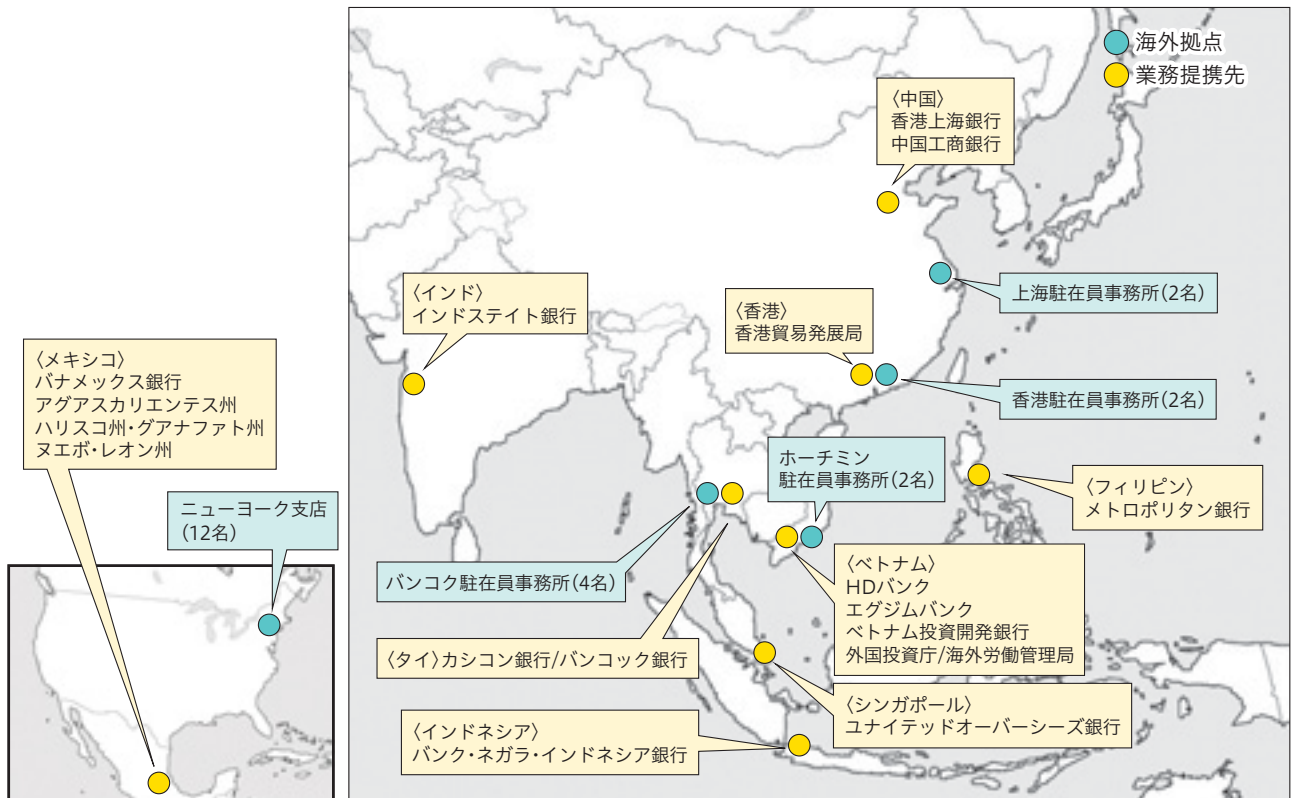 海外拠点
業務提携先
〈中国〉
香港上海銀行
中国工商銀行
上海駐在員事務所(2名)
〈インド〉
インドステイト銀行
〈香港〉
香港貿易発展局
香港駐在員事務所(2名)
〈メキシコ〉
バナメックス銀行
アグアスカリエンテス州
ハリスコ州・グアナファト州
ヌエボ・レオン州
ホーチミン
駐在員事務所(2名)
〈フィリピン〉
メトロポリタン銀行
ニューヨーク支店
(12名)
バンコク駐在員事務所(4名)
〈ベトナム〉
HDバンク
エグジムバンク
ベトナム投資開発銀行
外国投資庁/海外労働管理局
〈タイ〉カシコン銀行/バンコック銀行
〈シンガポール〉
ユナイテッドオーバーシーズ銀行
〈インドネシア〉
バンク・ネガラ・インドネシア銀行